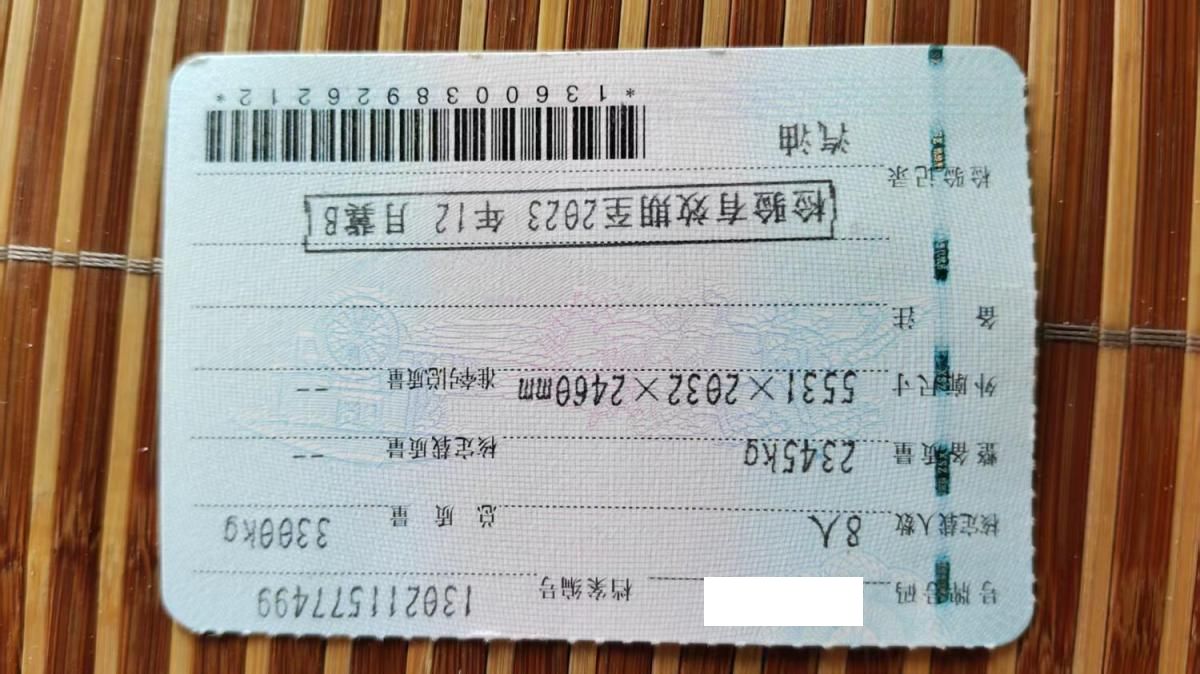 号牌号码 档案编号 130211577499
核定载人数 8人 总质量 3300kg
整备质量 2345kg 核定载质量 --
外廓尺寸 5531×2032×2460mm 准牵引总质量 --
备注
检验有效期至2023年12月冀B
检验记录
汽油
*1360038926212*